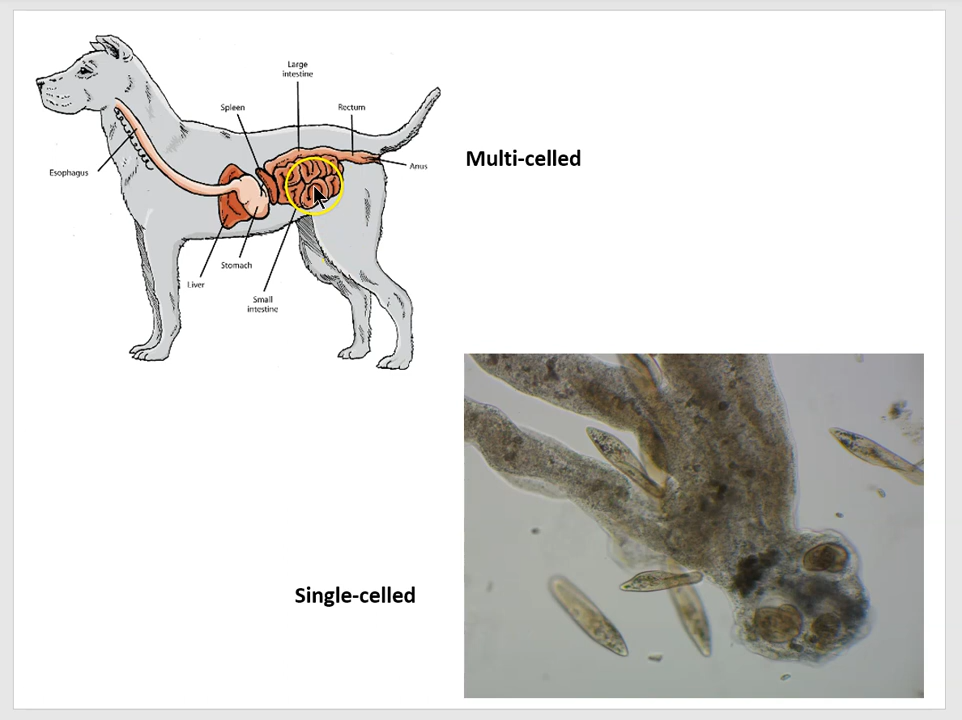 Large
intestine
Spleen
Rectum
Anus
Esophagus
Multi-celled
Stomach
Liver
Small
intestine
Single-celled